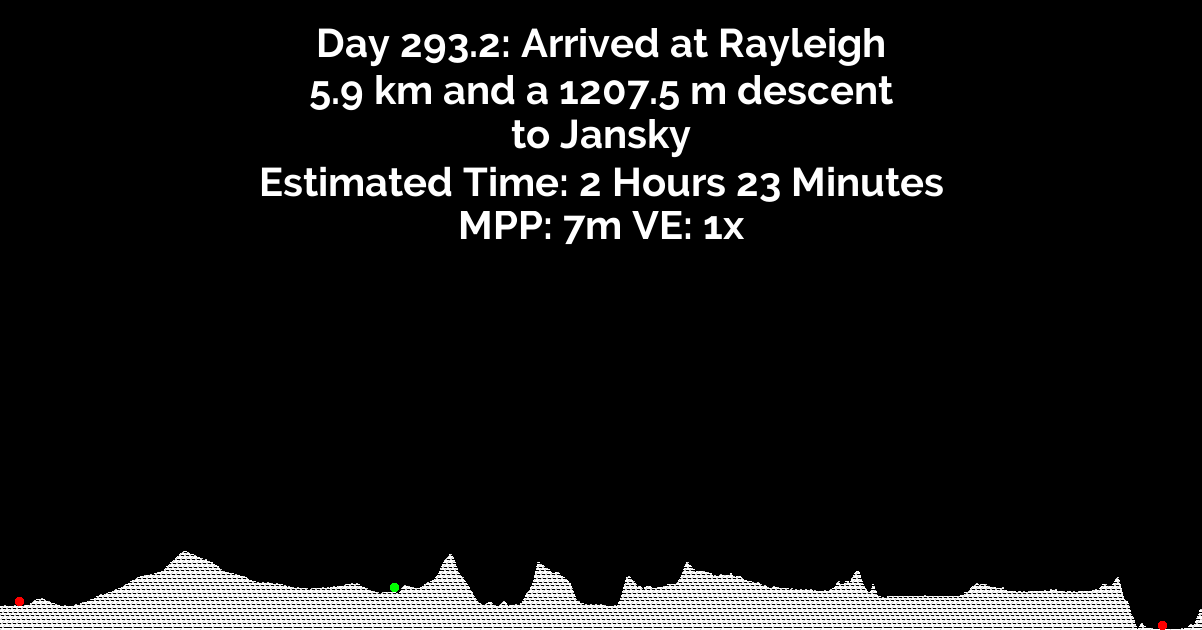 Day 293.2: Arrived at Rayleigh
5.9 km and a 1207.5 m descent
to Jansky
Estimated Time: 2 Hours 23 Minutes
MPP: 7m VE: 1x